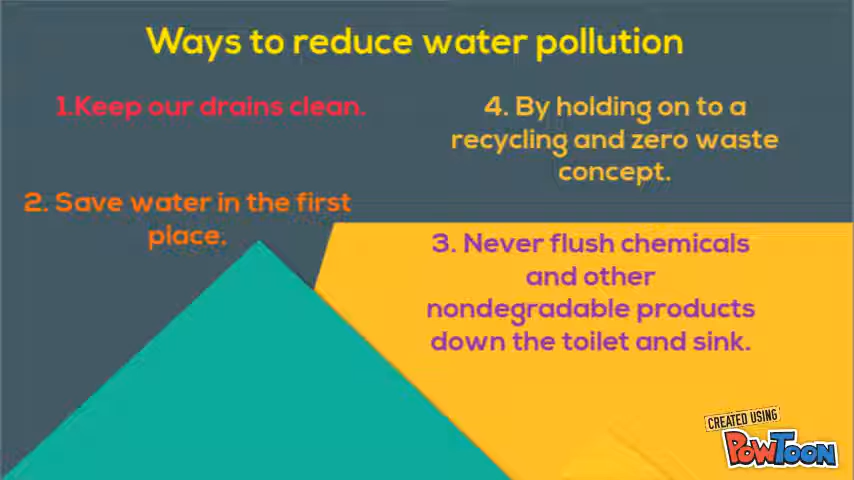 Ways to reduce water pollution
1.Keep our drains clean.
2. Save water in the first
place.
3. Never flush chemicals
and other
nondegradable products
down the toilet and sink.
4. By holding on to a
recycling and zero waste
concept.
CREATED USING
POWTOON